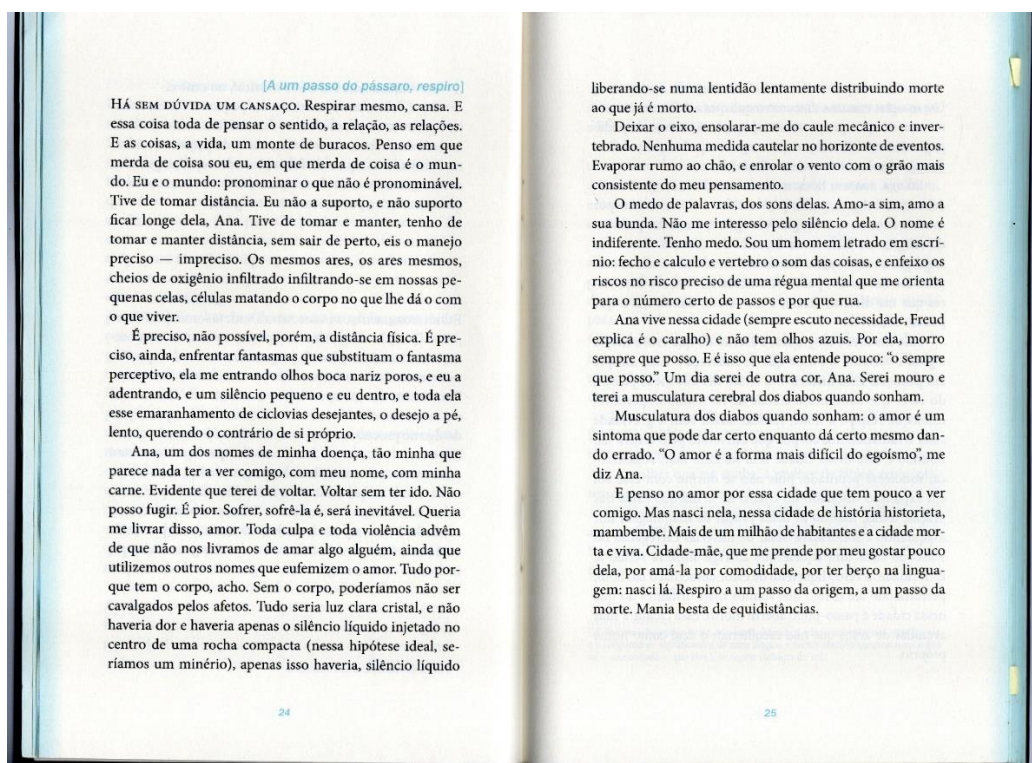 [A um passo do pássaro, respiro]
HÁ SEM DÚVIDA UM CANSAÇO. Respirar mesmo, cansa. E
essa coisa toda de pensar o sentido, a relação, as relações.
E as coisas, a vida, um monte de buracos. Penso em que
merda de coisa sou eu, em que merda de coisa é o mun-
do. Eu e o mundo: pronominar o que não é pronominável.
Tive de tomar distância. Eu não a suporto, e não suporto
ficar longe dela, Ana. Tive de tomar e manter, tenho de
tomar e manter distância, sem sair de perto, eis o manejo
preciso — impreciso. Os mesmos ares, os ares mesmos,
cheios de oxigênio infiltrado infiltrando-se em nossas pe-
quenas celas, células matando o corpo no que lhe dá o com
o que viver.
É preciso, não possível, porém, a distância física. É pre-
ciso, ainda, enfrentar fantasmas que substituam o fantasma
perceptivo, ela me entrando olhos boca nariz poros, e eu a
adentrando, e um silêncio pequeno e eu dentro, e toda ela
esse emaranhamento de ciclovias desejantes, o desejo a pé,
lento, querendo o contrário de si próprio.
Ana, um dos nomes de minha doença, tão minha que
parece nada ter a ver comigo, com meu nome, com minha
carne. Evidente que terei de voltar. Voltar sem ter ido. Não
posso fugir. É pior. Sofrer, sofrê-la é, será inevitável. Queria
me livrar disso, amor. Toda culpa e toda violência advêm
de que não nos livramos de amar algo alguém, ainda que
utilizemos outros nomes que eufemizem o amor. Tudo por-
que tem o corpo, acho. Sem o corpo, poderíamos não ser
cavalgados pelos afetos. Tudo seria luz clara cristal, e não
haveria dor e haveria apenas o silêncio líquido injetado no
centro de uma rocha compacta (nessa hipótese ideal, se-
ríamos um minério), apenas isso haveria, silêncio líquido
24
liberando-se numa lentidão lentamente distribuindo morte
ao que já é morto.
Deixar o eixo, ensolarar-me do caule mecânico e inver-
tebrado. Nenhuma medida cautelar no horizonte de eventos.
Evaporar rumo ao chão, e enrolar o vento com o grão mais
consistente do meu pensamento.
O medo de palavras, dos sons delas. Amo-a sim, amo a
sua bunda. Não me interesso pelo silêncio dela. O nome é
indiferente. Tenho medo. Sou um homem letrado em escrí-
nio: fecho e calculo e vertebro o som das coisas, e enfeixo os
riscos no risco preciso de uma régua mental que me orienta
para o número certo de passos e por que rua.
Ana vive nessa cidade (sempre escuto necessidade, Freud
explica é o caralho) e não tem olhos azuis. Por ela, morro
sempre que posso. E é isso que ela entende pouco: “o sempre
que posso.” Um dia serei de outra cor, Ana. Serei mouro e
terei a musculatura cerebral dos diabos quando sonham.
Musculatura dos diabos quando sonham: o amor é um
sintoma que pode dar certo enquanto dá certo mesmo dan-
do errado. “O amor é a forma mais difícil do egoísmo”, me
diz Ana.
E penso no amor por essa cidade que tem pouco a ver
comigo. Mas nasci nela, nessa cidade de história historieta,
mambembe. Mais de um milhão de habitantes e a cidade mor-
ta e viva. Cidade-mãe, que me prende por meu gostar pouco
dela, por amá-la por comodidade, por ter berço na lingua-
gem: nasci lá. Respiro a um passo da origem, a um passo da
morte. Mania besta de equidistâncias.
25